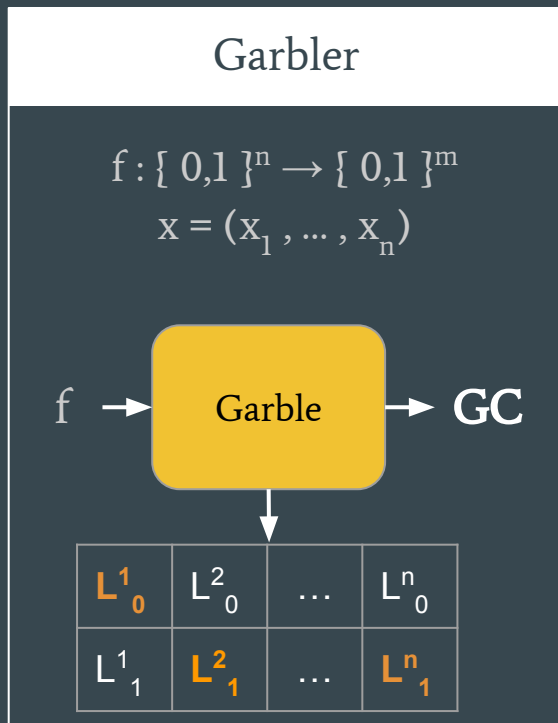 Garbler
f : { 0,1 }ⁿ → { 0,1 }ᵐ
x = (x₁ , ... , xₙ)
f Garble GC
L¹₀ L²₀ ... Lⁿ₀
L¹₁ L²₁ ... Lⁿ₁